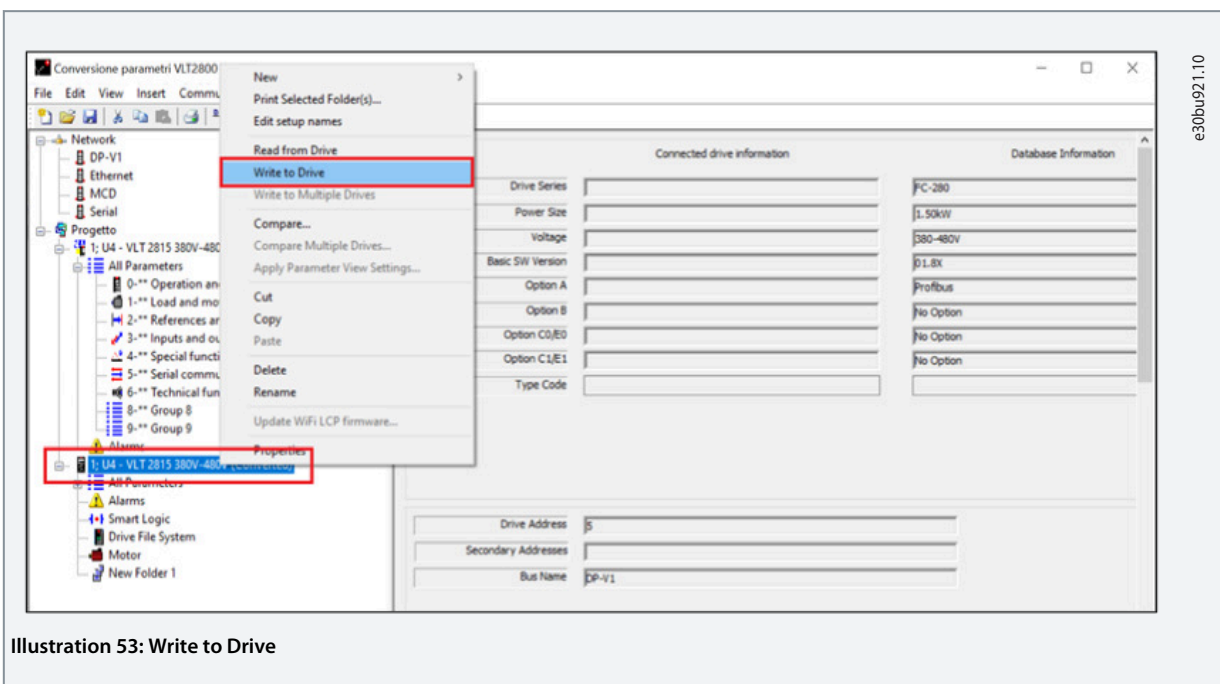 Conversione parametri VLT2800
File Edit View Insert Commu
Network
DP-V1
Ethernet
MCD
Serial
Progetto
1; U4 - VLT 2815 380V-480
All Parameters
0-** Operation an
1-** Load and mo
2-** References ar
3-** Inputs and ou
4-** Special functi
5-** Serial commu
6-** Technical fun
8-** Group 8
9-** Group 9
Alarms
1; U4 - VLT 2815 380V-480V (Converted)
All Parameters
Alarms
Smart Logic
Drive File System
Motor
New Folder 1
New
Print Selected Folder(s)...
Edit setup names
Read from Drive
Write to Drive
Write to Multiple Drives
Compare...
Compare Multiple Drives...
Apply Parameter View Settings...
Cut
Copy
Paste
Delete
Rename
Update WiFi LCP firmware...
Properties
Connected drive information Database Information
Drive Series FC-280
Power Size 1.50kW
Voltage 380-480V
Basic SW Version 01.8X
Option A Profibus
Option B No Option
Option C0/E0 No Option
Option C1/E1 No Option
Type Code
Drive Address 5
Secondary Addresses
Bus Name DP-V1
e30bu921.10
Illustration 53: Write to Drive